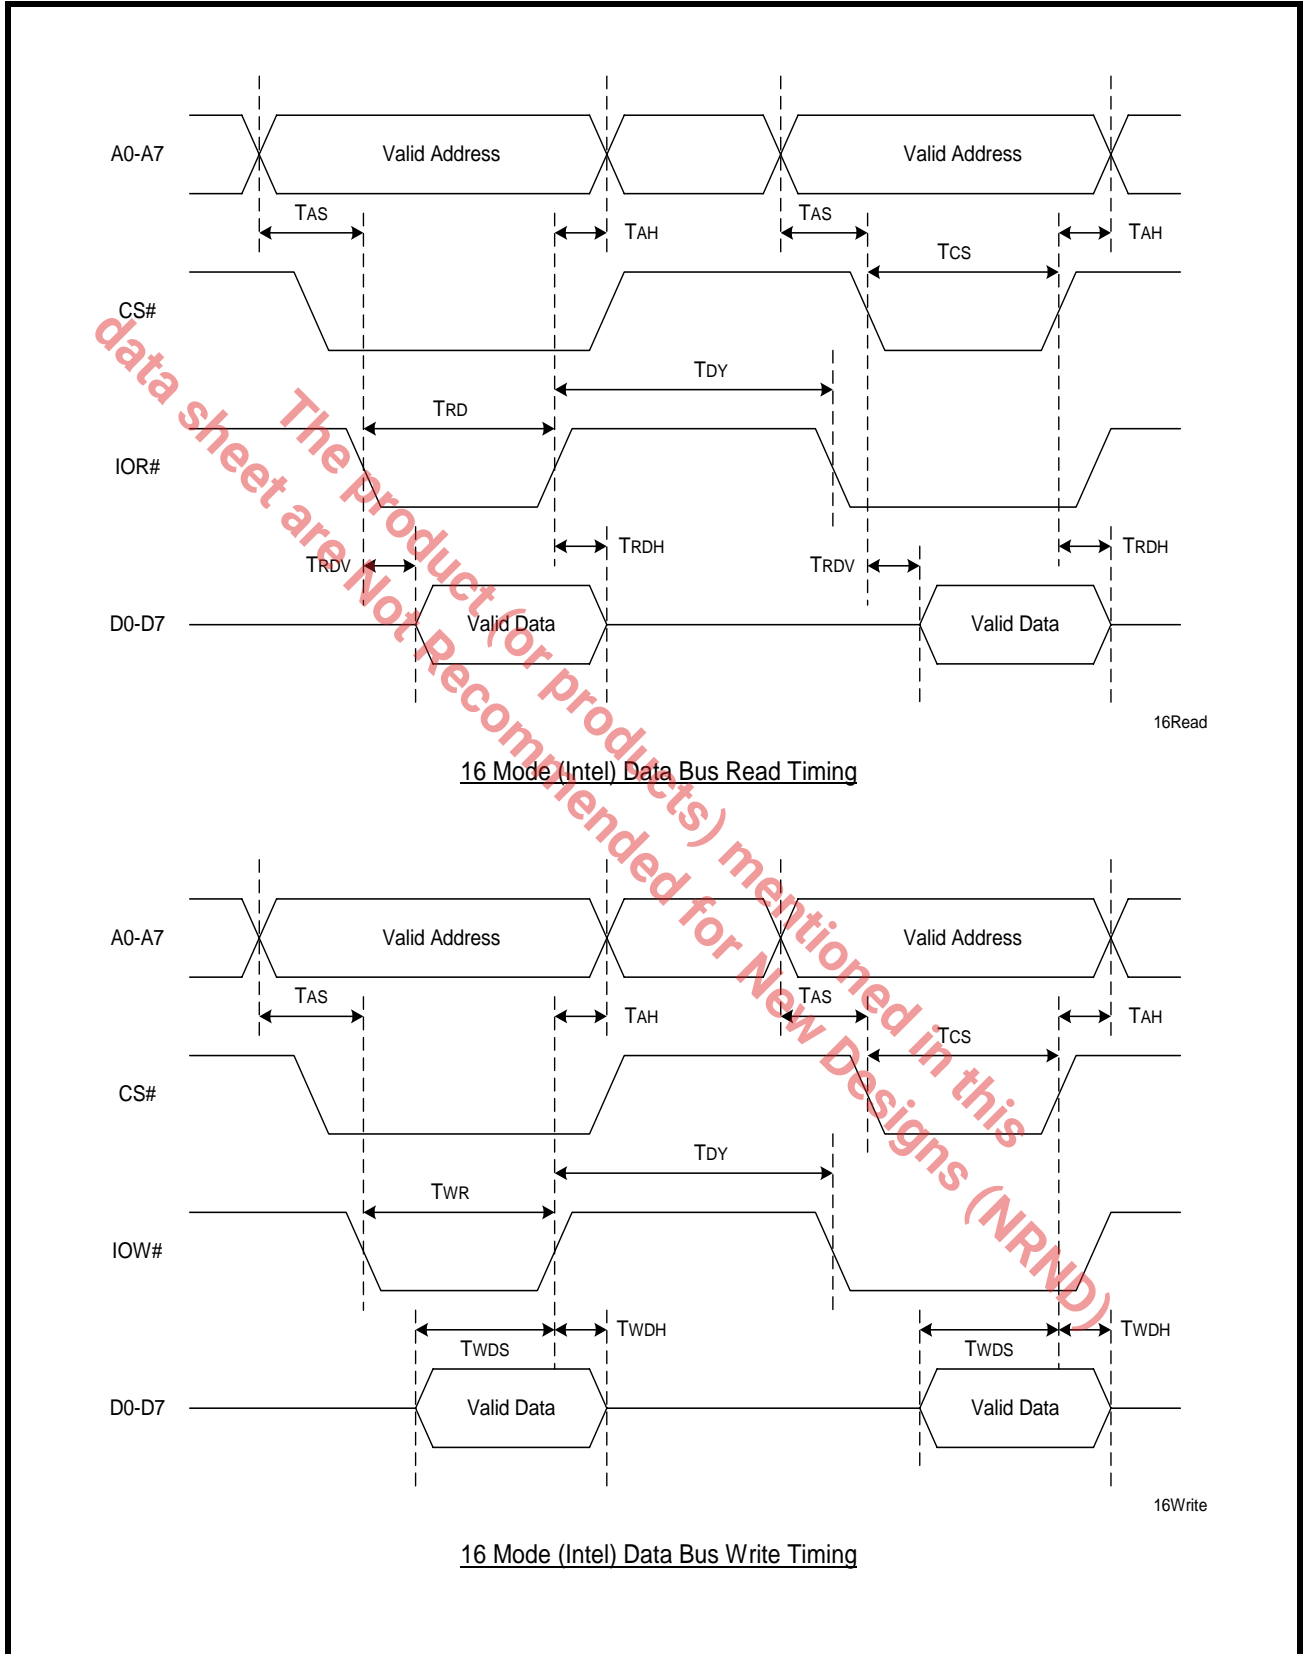 A0-A7 Valid Address Valid Address
TAS TAH TAS TAH
TCS
CS#
TDY
TRD
IOR#
TRDH TRDH
TRDV TRDV
D0-D7 Valid Data Valid Data
16Read
16 Mode (Intel) Data Bus Read Timing
A0-A7 Valid Address Valid Address
TAS TAH TAS TAH
TCS
CS#
TDY
TWR
IOW#
TWDH TWDH
TWDS TWDS
D0-D7 Valid Data Valid Data
16Write
16 Mode (Intel) Data Bus Write Timing
The product (or products) mentioned in this
data sheet are Not Recommended for New Designs (NRND)